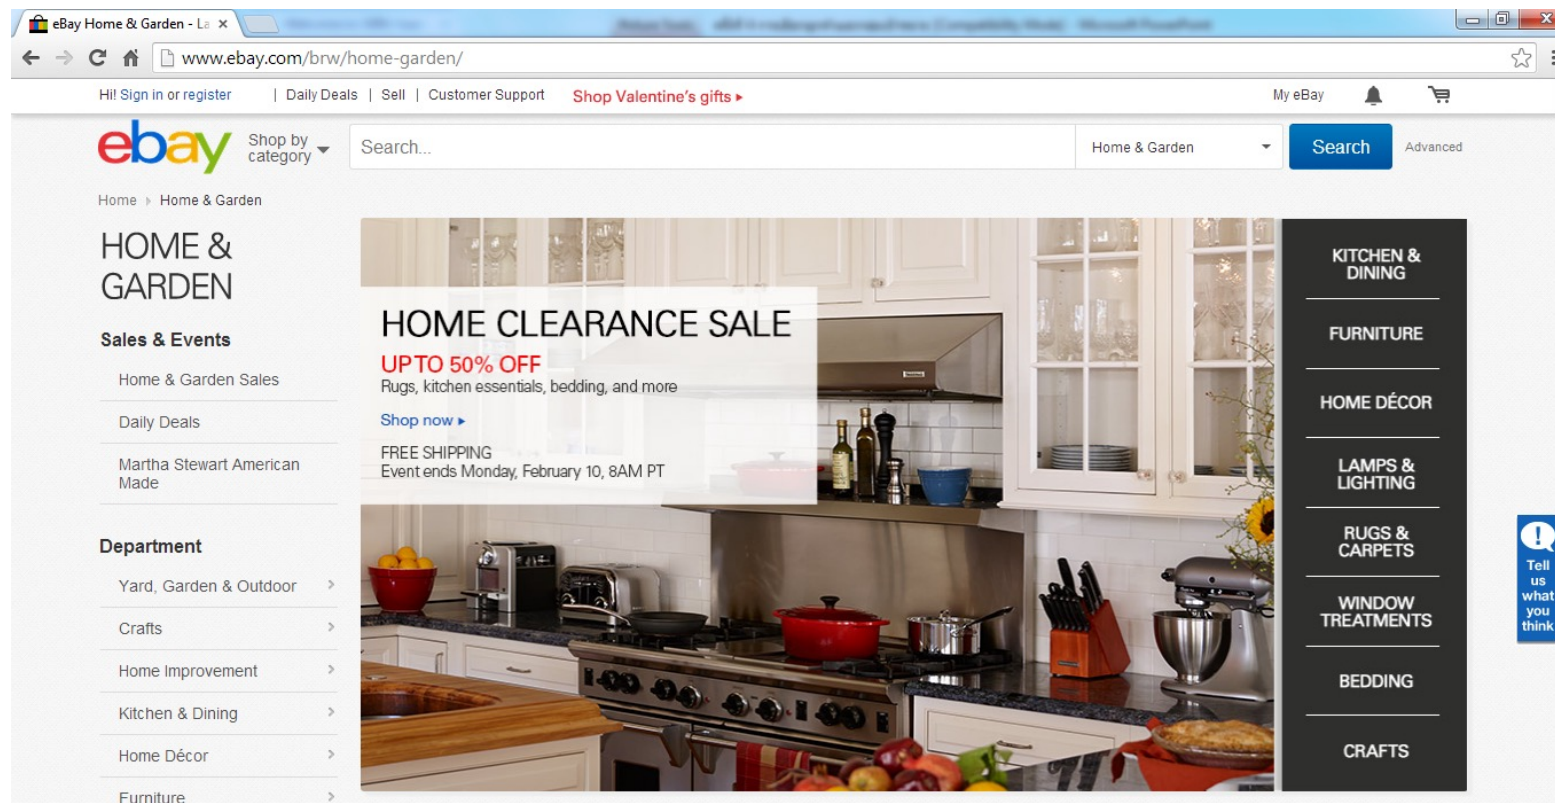 eBay Home & Garden - La
www.ebay.com/brw/home-garden/
Hi! Sign in or register | Daily Deals | Sell | Customer Support Shop Valentine's gifts My eBay
ebay Shop by category Search... Home & Garden Search Advanced
Home Home & Garden
HOME &
GARDEN
Sales & Events
Home & Garden Sales
Daily Deals
Martha Stewart American
Made
Department
Yard, Garden & Outdoor
Crafts
Home Improvement
Kitchen & Dining
Home Décor
Furniture
HOME CLEARANCE SALE
UP TO 50% OFF
Rugs, kitchen essentials, bedding, and more
Shop now
FREE SHIPPING
Event ends Monday, February 10, 8AM PT
KITCHEN &
DINING
FURNITURE
HOME DÉCOR
LAMPS &
LIGHTING
RUGS &
CARPETS
WINDOW
TREATMENTS
BEDDING
CRAFTS
Tell
us
what
you
think